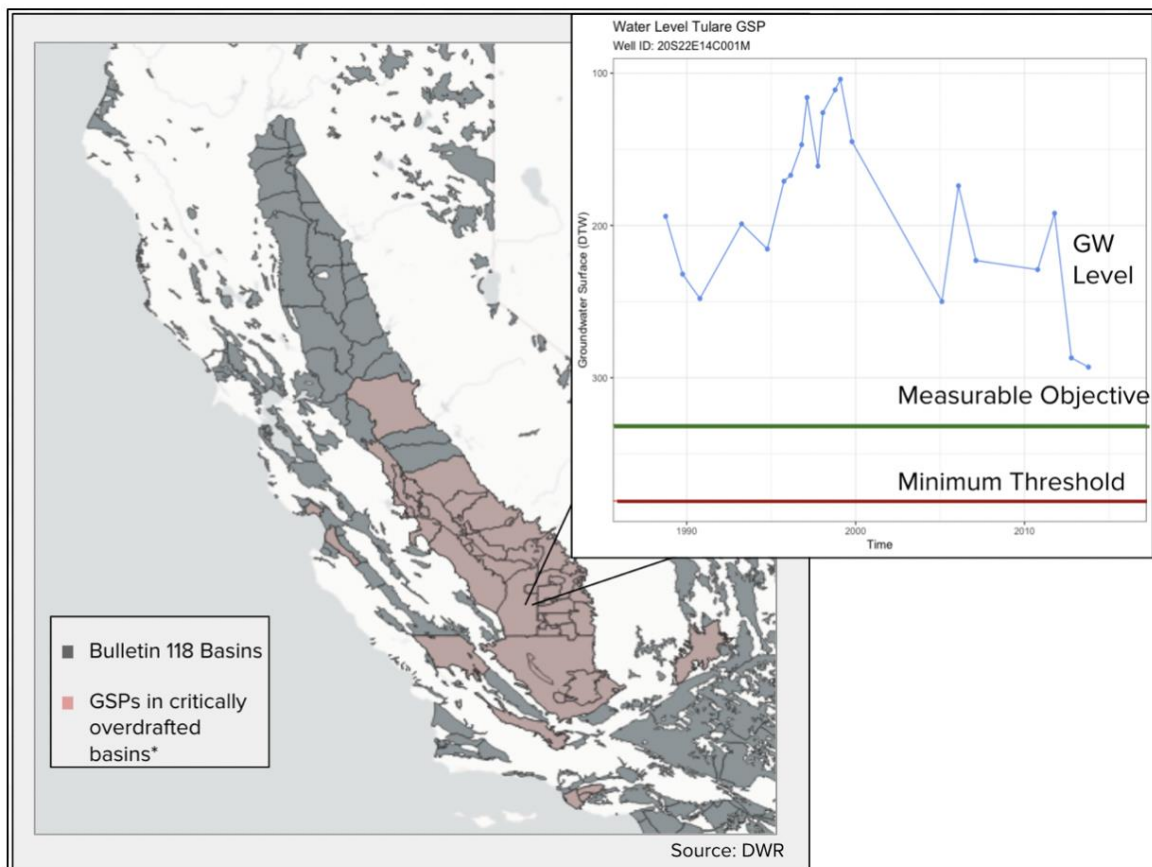 Water Level Tulare GSP
Well ID: 20S22E14C001M
100
200
300
Groundwater Surface (DTW)
GW
Level
Measurable Objective
Minimum Threshold
1990
2000
2010
Time
Bulletin 118 Basins
GSPs in critically
overdrafted
basins*
Source: DWR